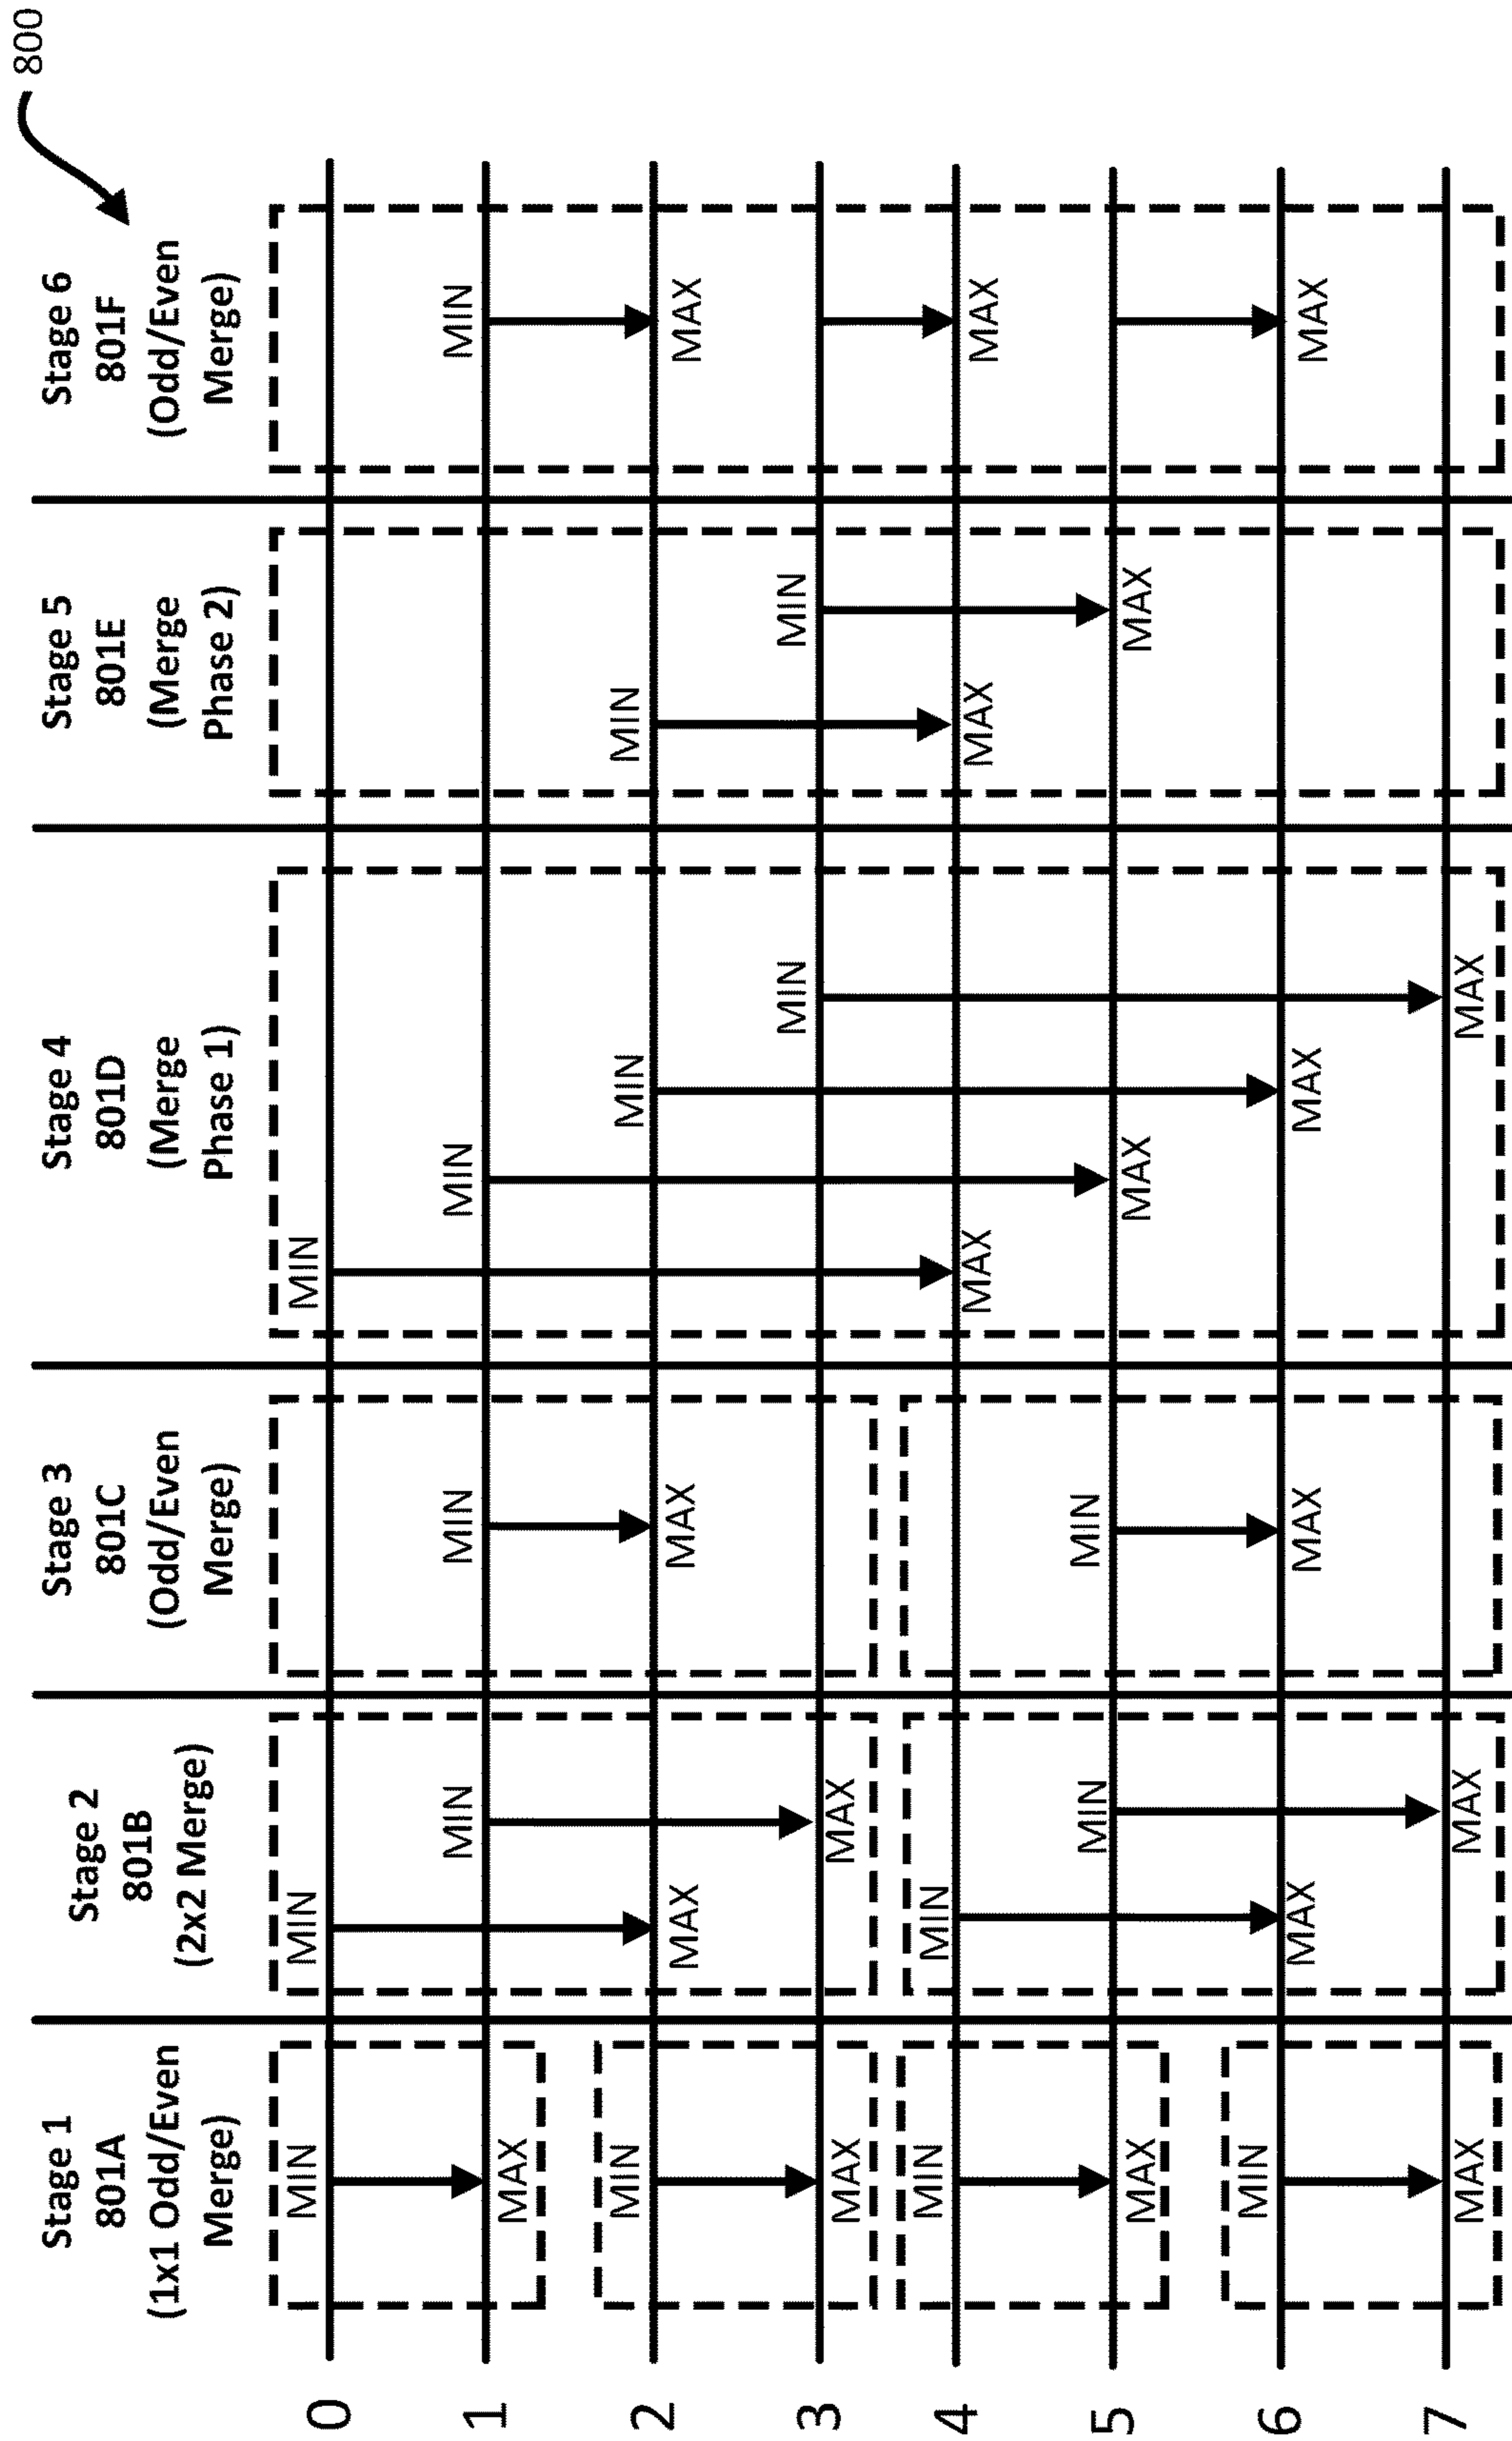 800
Stage 1
801A
(1x1 Odd/Even
Merge)
Stage 2
801B
(2x2 Merge)
Stage 3
801C
(Odd/Even
Merge)
Stage 4
801D
(Merge
Phase 1)
Stage 5
801E
(Merge
Phase 2)
Stage 6
801F
(Odd/Even
Merge)
0
1
2
3
4
5
6
7
MIN
MAX
MIN
MAX
MIN
MAX
MIN
MAX
MIN
MIN
MAX
MAX
MIN
MIN
MAX
MAX
MIN
MAX
MIN
MAX
MIN
MIN
MIN
MIN
MAX
MAX
MAX
MAX
MIN
MIN
MAX
MAX
MIN
MAX
MAX
MAX